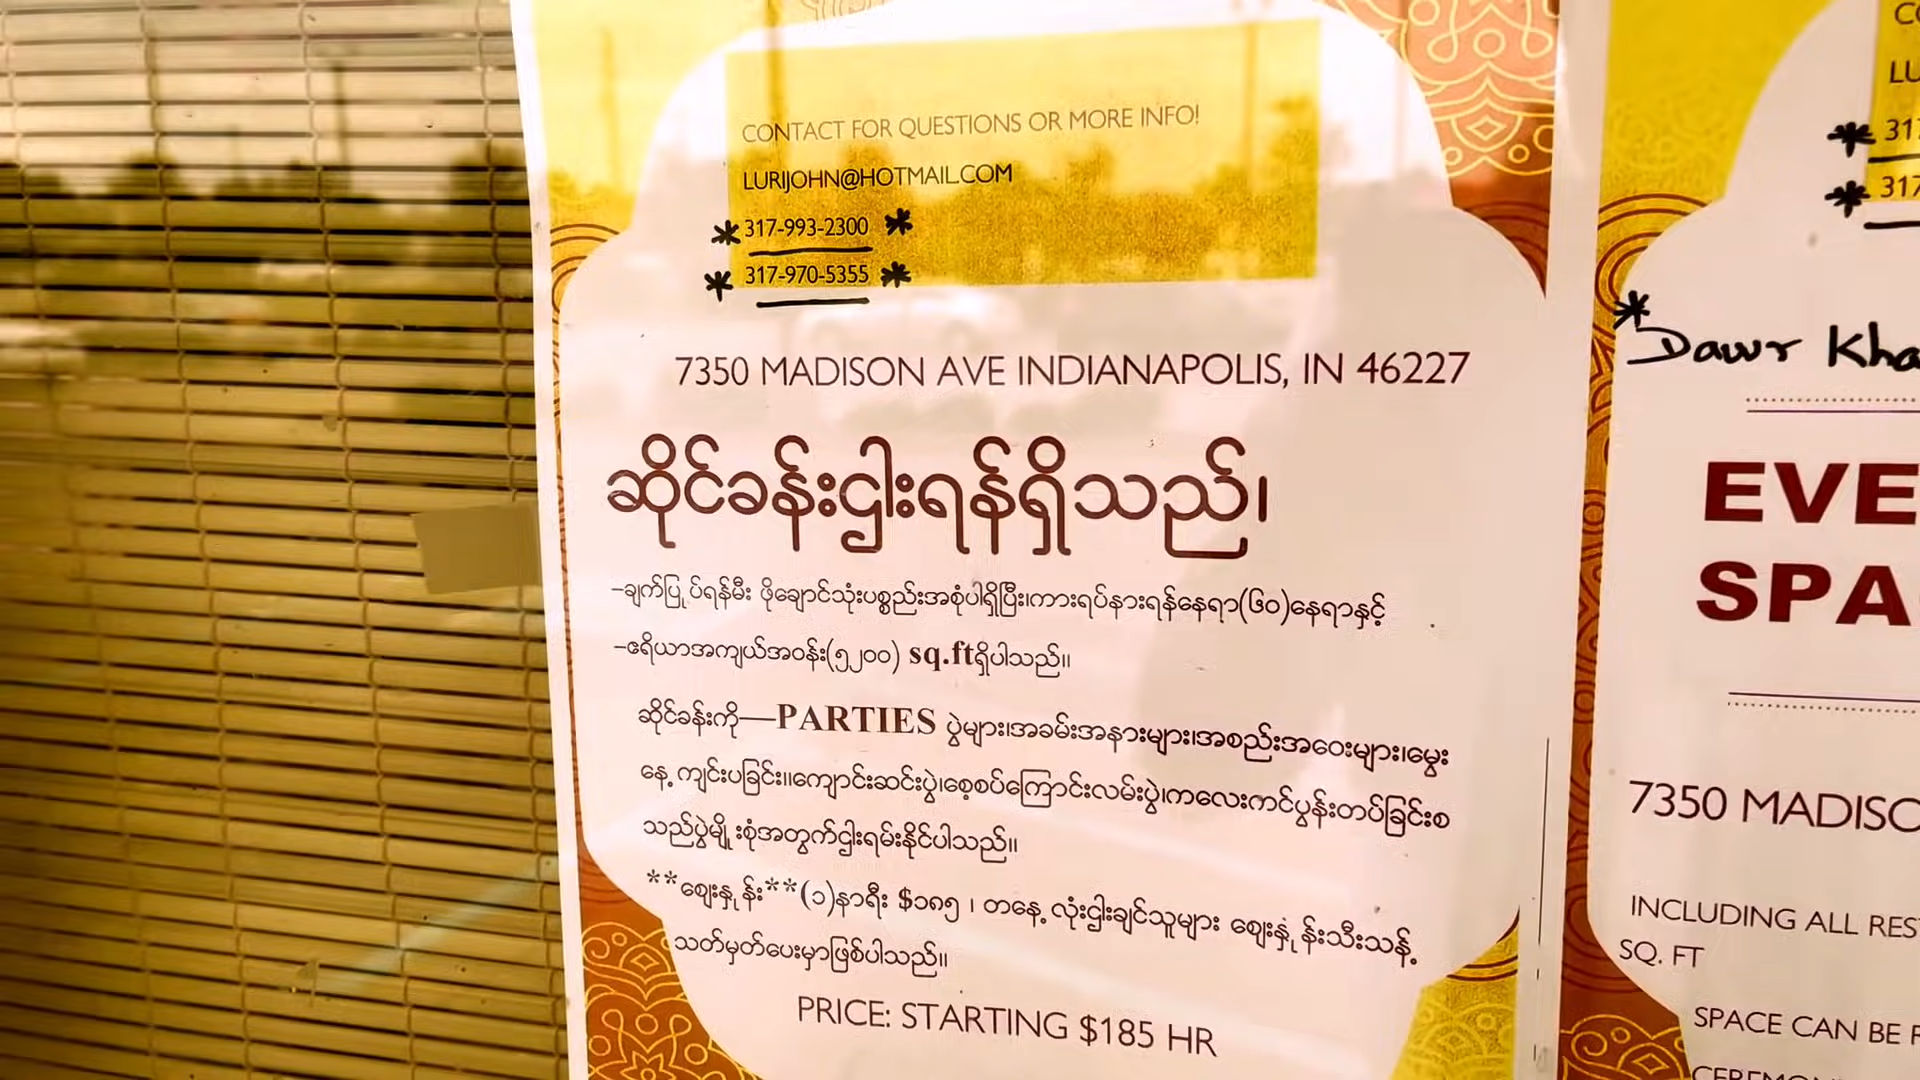 CONTACT FOR QUESTIONS OR MORE INFO!
LURIJOHN@HOTMAIL.COM
*317-993-2300 *
*317-970-5355 *
7350 MADISON AVE INDIANAPOLIS, IN 46227
ဆိုင်ခန်းငှါးရန်ရှိသည်၊
–ချက်ပြုပ်ရန်မီး ဖိုချောင်သုံးပစ္စည်းအစုံပါရှိပြီး၊ကားရပ်နားရန်နေရာ(၆၀)နေရာနှင့်
–ဧရိယာအကျယ်အဝန်း(၅၂၀၀) sq.ftရှိပါသည်။
ဆိုင်ခန်းကို—PARTIES ပွဲများ၊အခမ်းအနားများ၊အစည်းအဝေးများ၊မွေး
နေ့ ကျင်းပခြင်း။ကျောင်းဆင်းပွဲ၊စေ့စပ်ကြောင်းလမ်းပွဲ၊ကလေးကင်ပွန်းတပ်ခြင်းစ
သည်ပွဲမျိုးစုံအတွက်ငှါးရမ်းနိုင်ပါသည်။
**ဈေးနှုန်း**(၁)နာရီး $၁၈၅ ၊ တနေ့ လုံးငှါးချင်သူများ ဈေးနှုံန်းသီးသန့်
သတ်မှတ်ပေးမှာဖြစ်ပါသည်။
PRICE: STARTING $185 HR
* 317
* 317
*Dawr Kha
EVE
SPA
7350 MADISO
INCLUDING ALL RES
SQ. FT
SPACE CAN BE